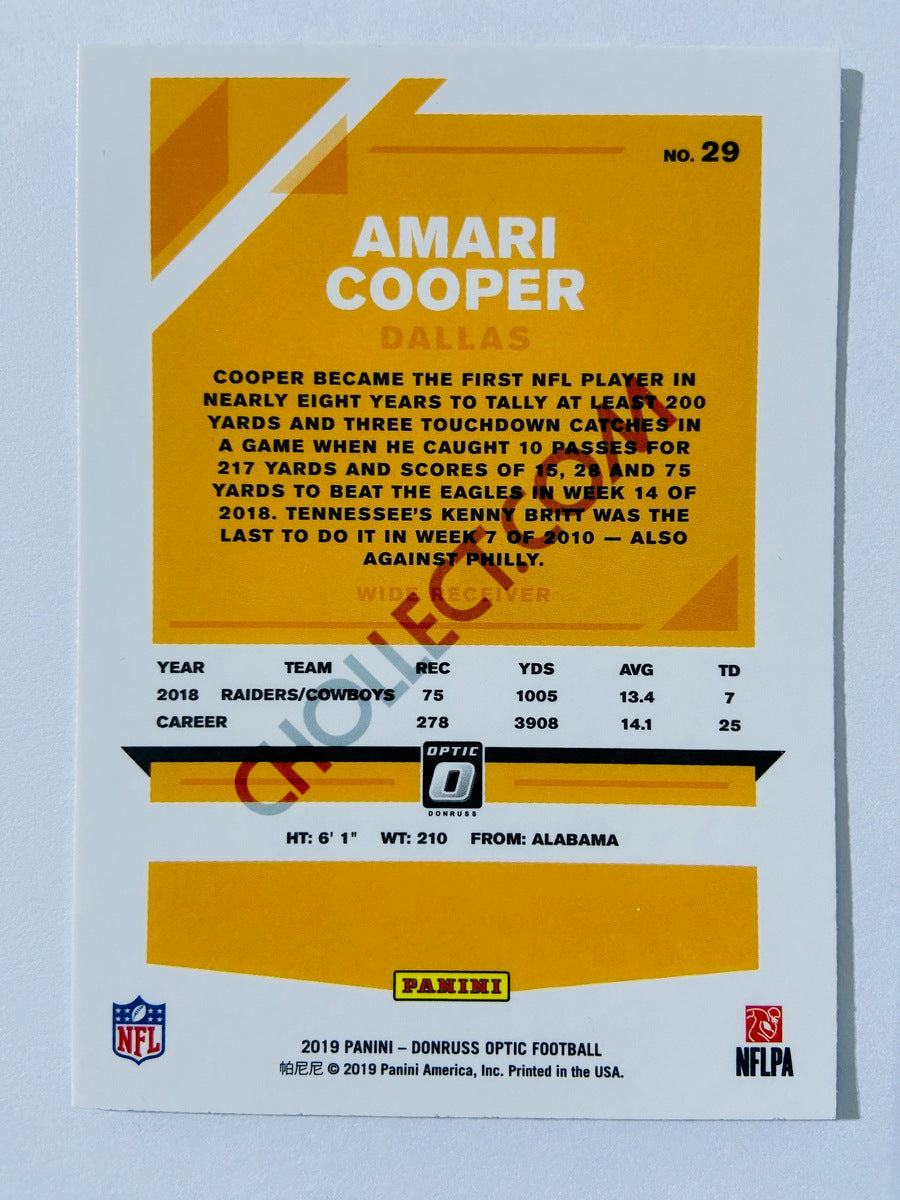 NO. 29
AMARI
COOPER
DALLAS
COOPER BECAME THE FIRST NFL PLAYER IN
NEARLY EIGHT YEARS TO TALLY AT LEAST 200
YARDS AND THREE TOUCHDOWN CATCHES IN
A GAME WHEN HE CAUGHT 10 PASSES FOR
217 YARDS AND SCORES OF 15, 28 AND 75
YARDS TO BEAT THE EAGLES IN WEEK 14 OF
2018. TENNESSEE'S KENNY BRITT WAS THE
LAST TO DO IT IN WEEK 7 OF 2010 — ALSO
AGAINST PHILLY.
WIDE RECEIVER
CHOLLECT.COM
YEAR TEAM REC YDS AVG TD
2018 RAIDERS/COWBOYS 75 1005 13.4 7
CAREER 278 3908 14.1 25
OPTIC
O
DONRUSS
HT: 6' 1" WT: 210 FROM: ALABAMA
PANINI
NFL
NFLPA
2019 PANINI – DONRUSS OPTIC FOOTBALL
帕尼尼 © 2019 Panini America, Inc. Printed in the USA.